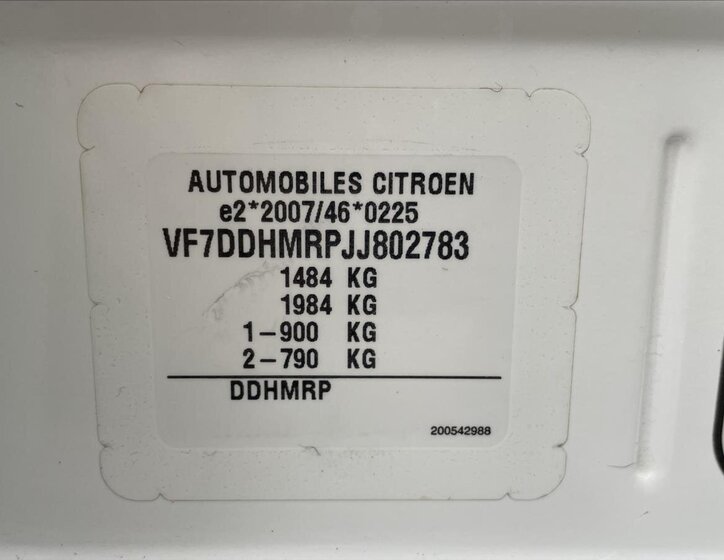 AUTOMOBILES CITROEN
e2*2007/46*0225
VF7DDHMRPJJ802783
1484 KG
1984 KG
1-900 KG
2-790 KG
DDHMRP
200542988